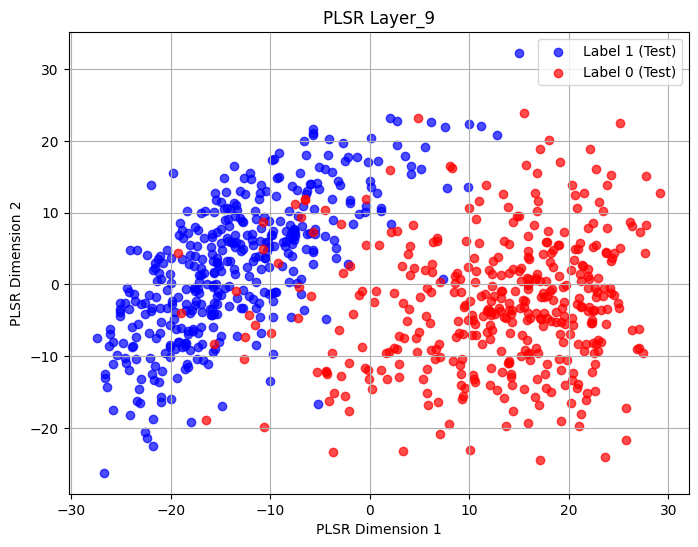 PLSR Layer_9
Label 1 (Test)
Label 0 (Test)
PLSR Dimension 2
30
20
10
0
−10
−20
−30
−20
−10
0
10
20
30
PLSR Dimension 1